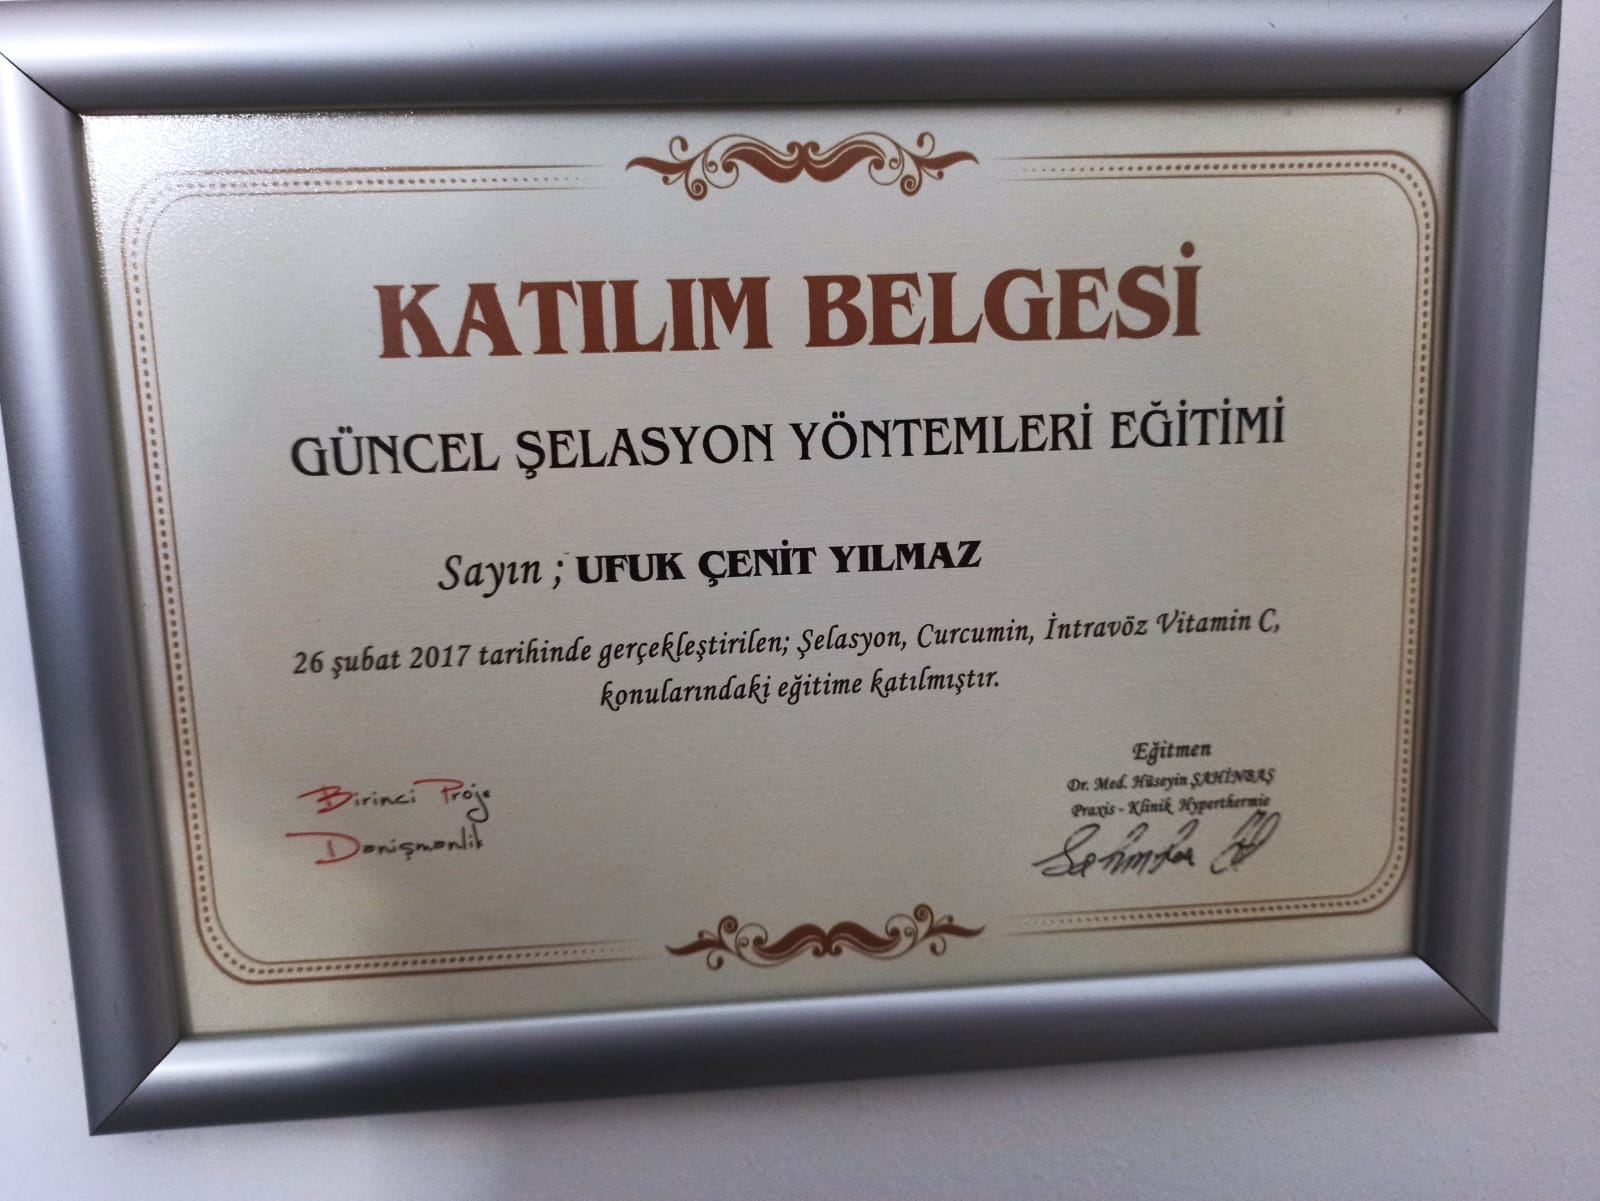 KATILIM BELGESİ
GÜNCEL ŞELASYON YÖNTEMLERİ EĞİTİMİ
Sayın ; UFUK ÇENİT YILMAZ
26 şubat 2017 tarihinde gerçekleştirilen; Şelasyon, Curcumin, İntravöz Vitamin C,
konularındaki eğitime katılmıştır.
Birinci Proje
Danişmanlik
Eğitmen
Dr. Med. Hüseyin ŞAHİNBAŞ
Praxis - Klinik Hyperthermie